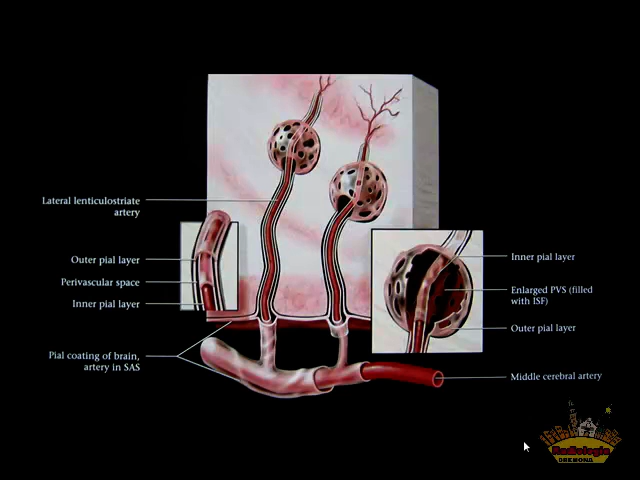 Lateral lenticulostriate
artery
Outer pial layer
Perivascular space
Inner pial layer
Pial coating of brain,
artery in SAS
Inner pial layer
Enlarged PVS (filled
with ISF)
Outer pial layer
Middle cerebral artery
Radiologia
CREMONA